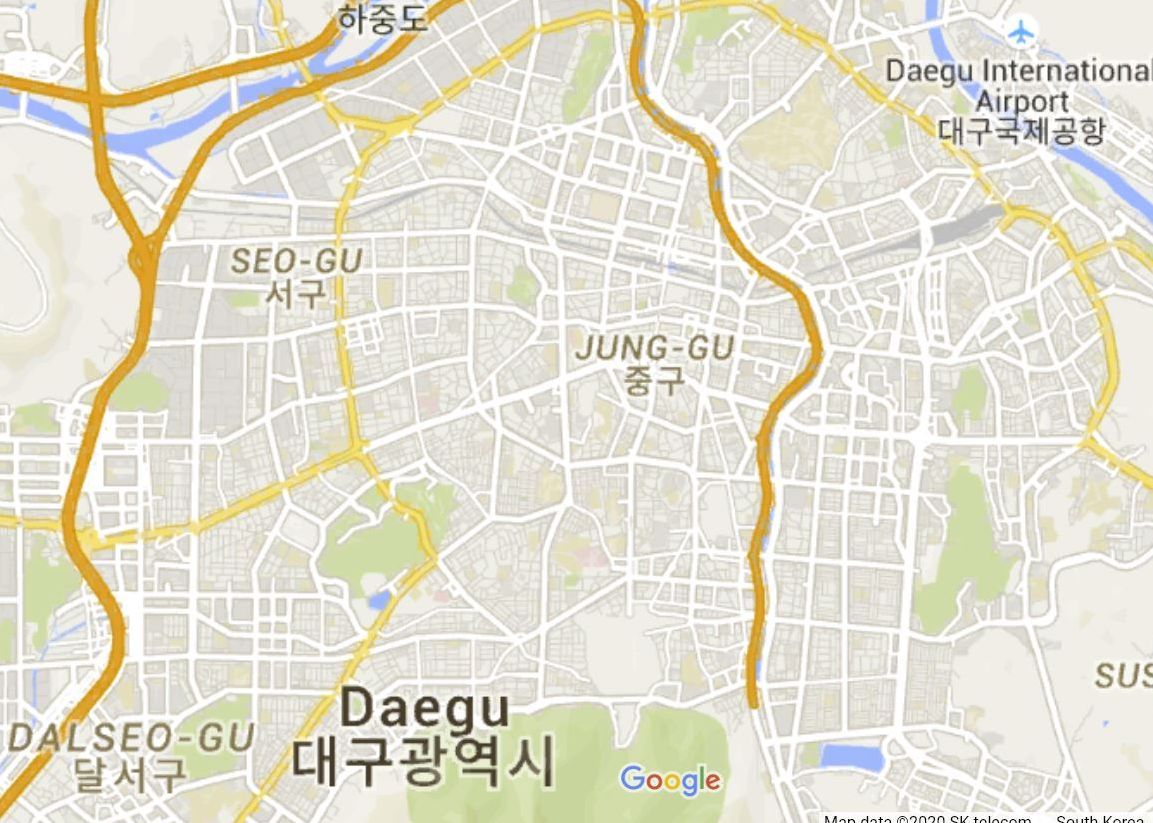 하중도
Daegu International
Airport
대구국제공항
SEO-GU
서구
JUNG-GU
중구
SUS
Daegu
대구광역시
DALSEO-GU
달서구
Google
Map data ©2020 SK telecom South Korea